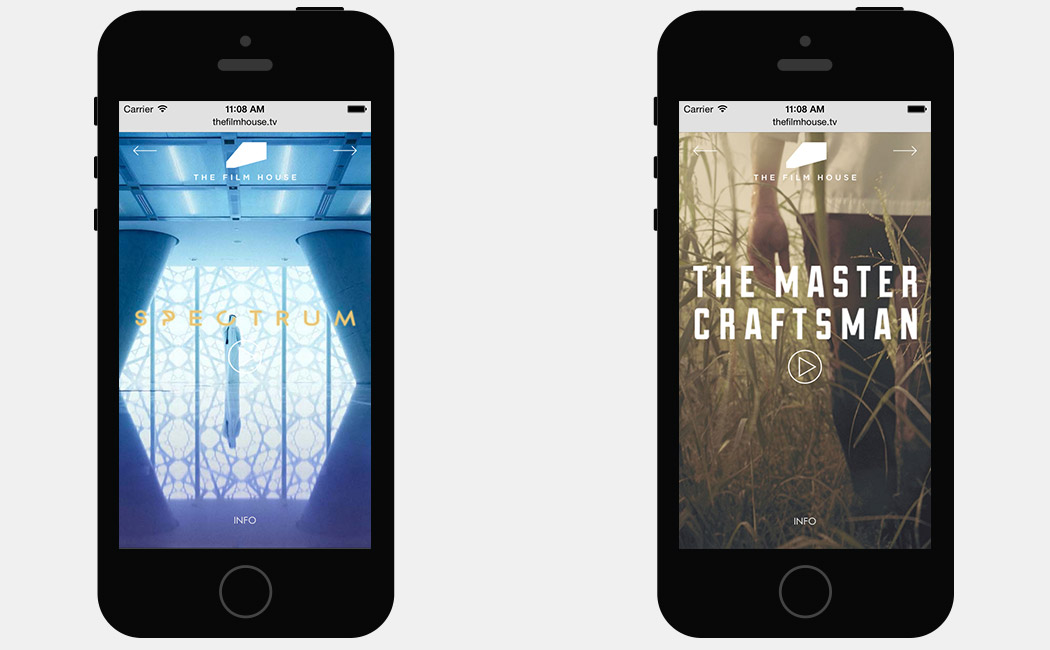 Carrier 11:08 AM
thefilmhouse.tv
THE FILM HOUSE
SPECTRUM
INFO
Carrier 11:08 AM
thefilmhouse.tv
THE FILM HOUSE
THE MASTER
CRAFTSMAN
INFO